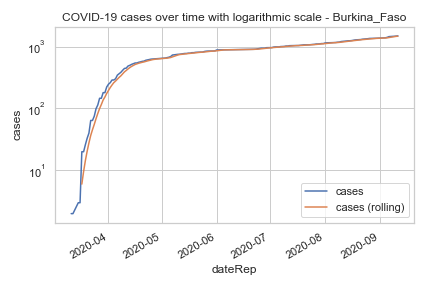 COVID-19 cases over time with logarithmic scale - Burkina_Faso
10³
10²
10¹
cases
cases
cases (rolling)
2020-04
2020-05
2020-06
2020-07
2020-08
2020-09
dateRep